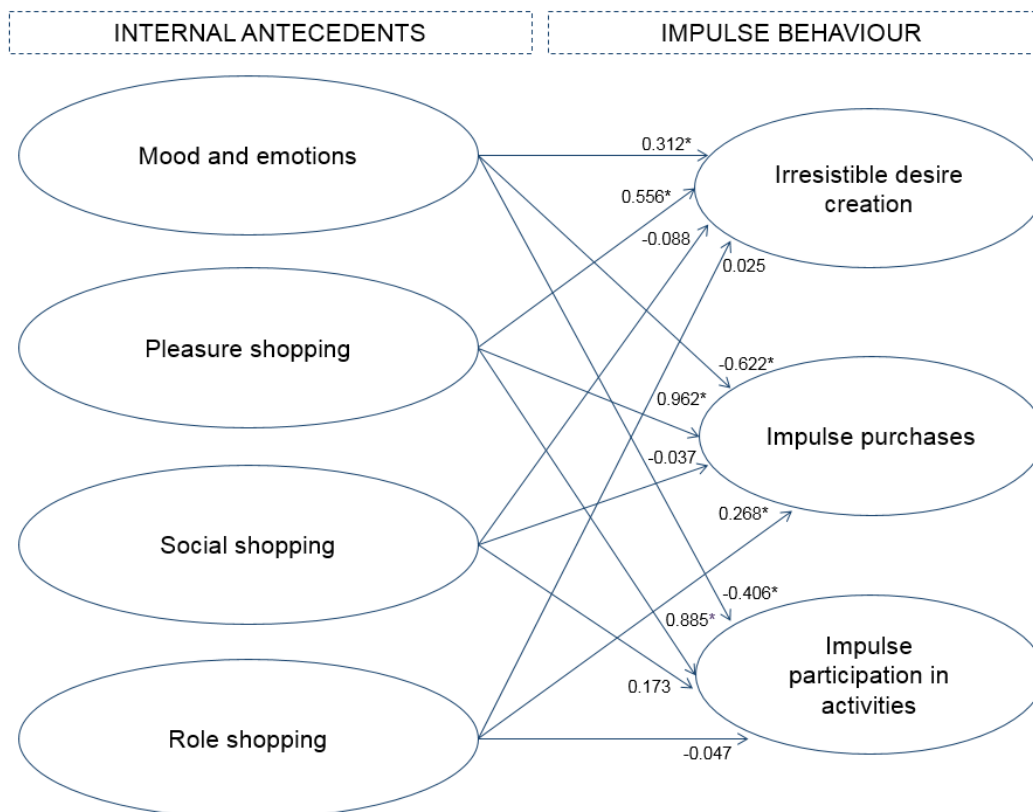 INTERNAL ANTECEDENTS
IMPULSE BEHAVIOUR
Mood and emotions
Pleasure shopping
Social shopping
Role shopping
0.312*
0.556*
-0.088
0.025
Irresistible desire
creation
-0.622*
0.962*
-0.037
0.268*
Impulse purchases
-0.406*
0.885*
0.173
-0.047
Impulse
participation in
activities